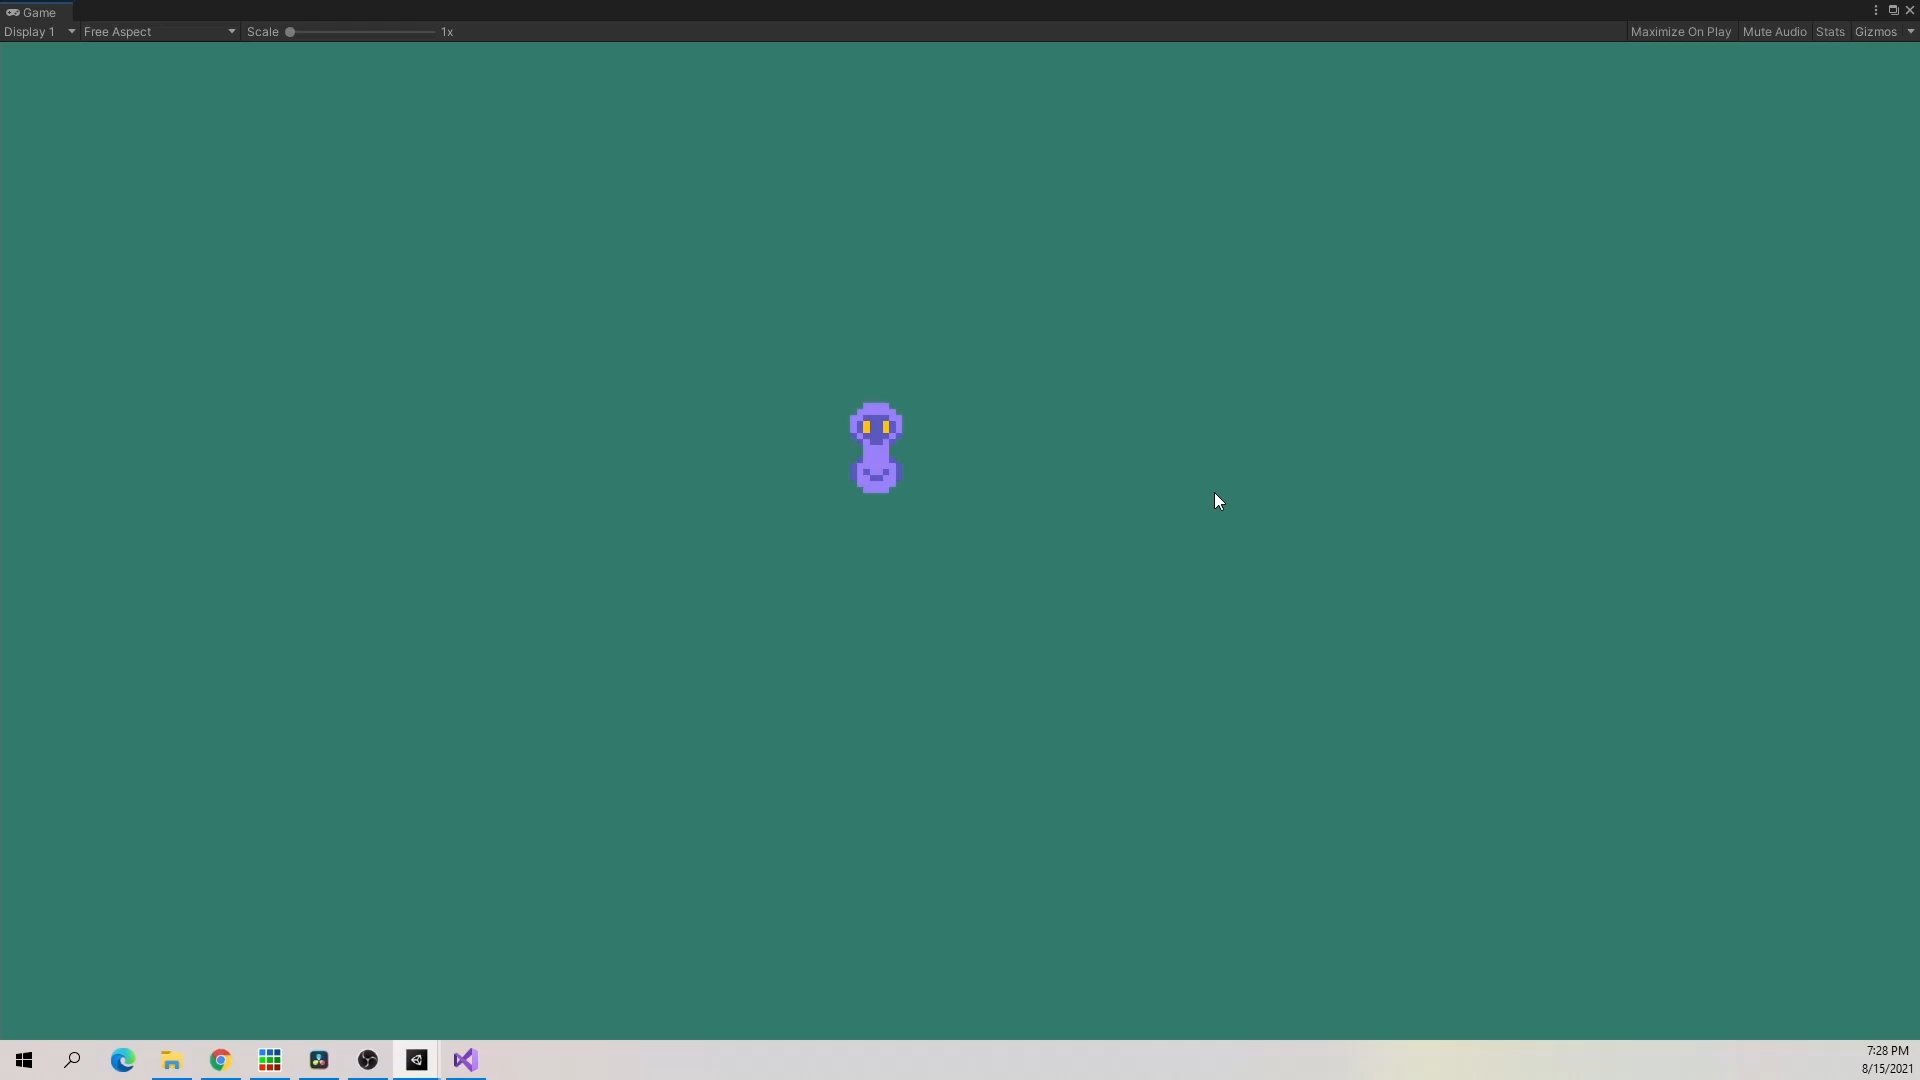 Game
Display 1
Free Aspect
Scale
1x
Maximize On Play
Mute Audio
Stats
Gizmos
7:28 PM
8/15/2021